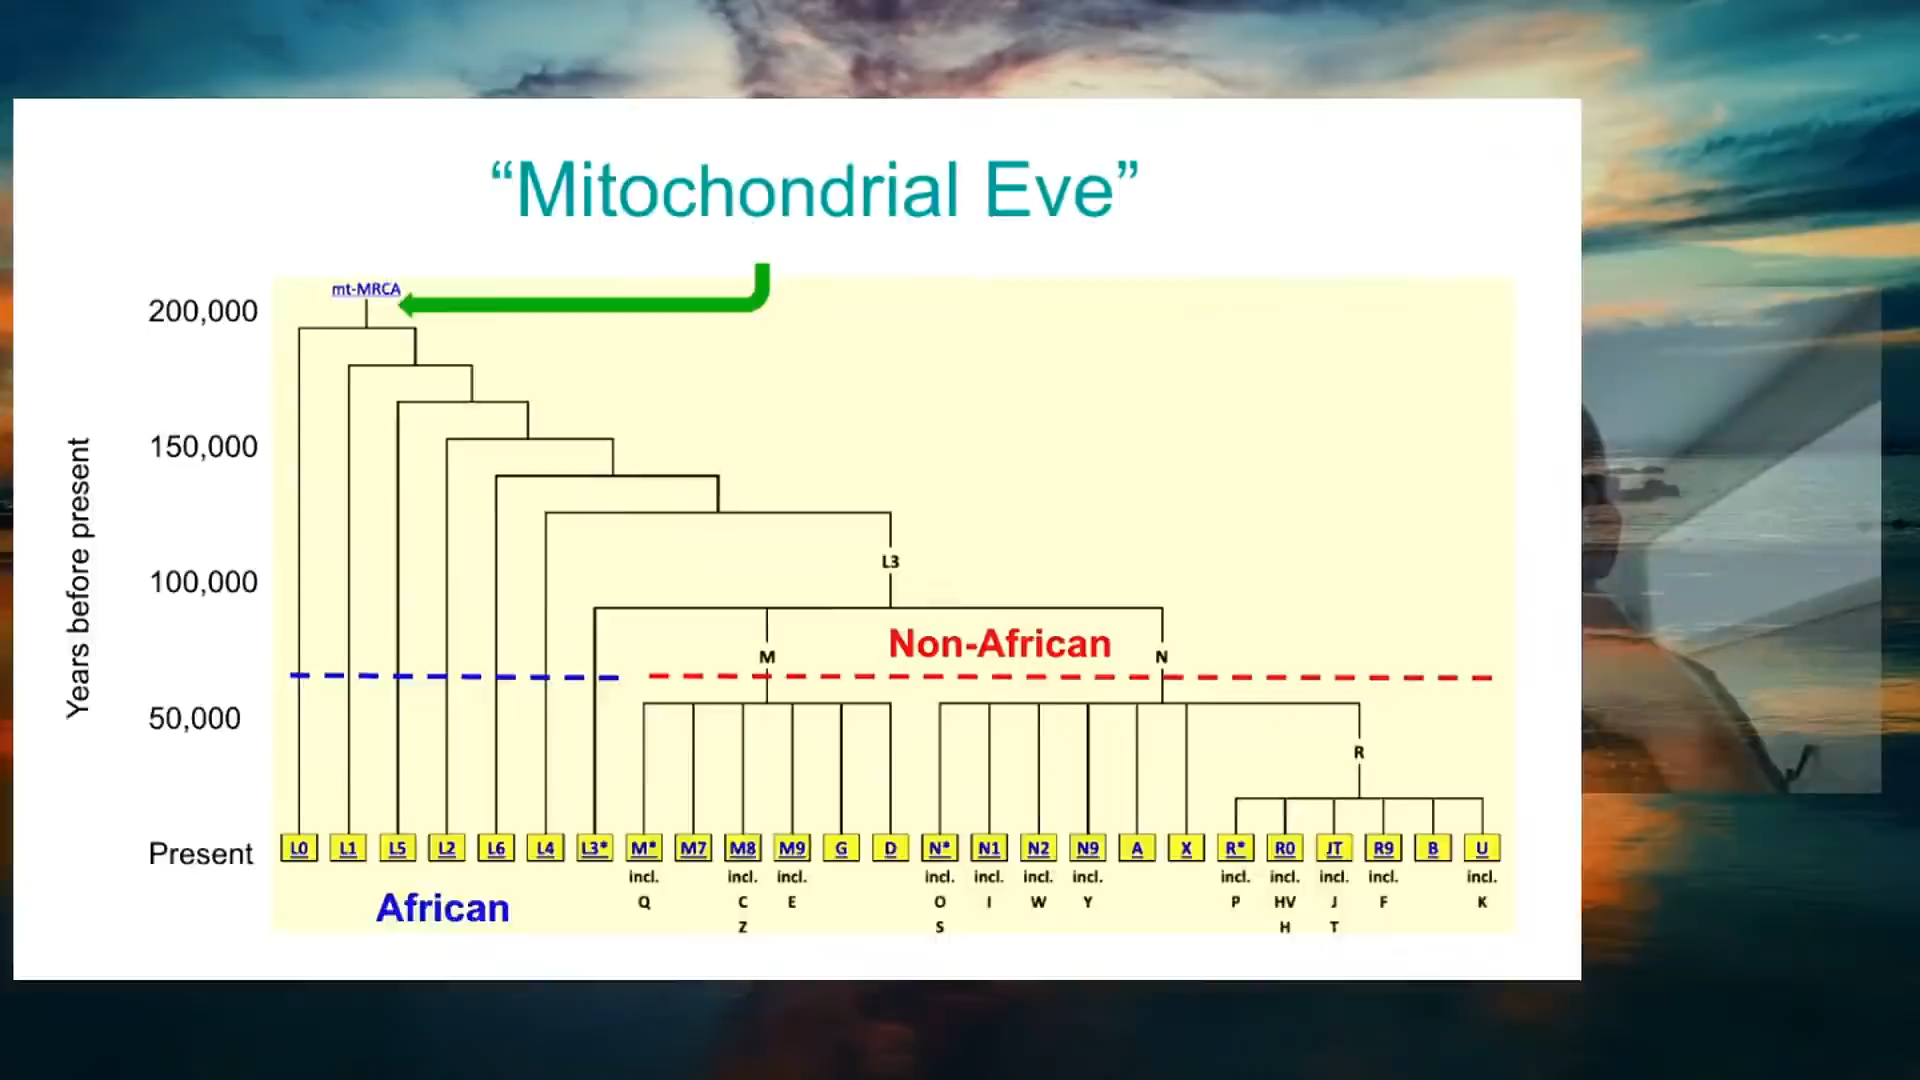 “Mitochondrial Eve”
mt-MRCA
200,000
150,000
L3
100,000
Non-African
M N
Years before present
50,000
R
Present L0 L1 L5 L2 L6 L4 L3* M* M7 M8 M9 G D N* N1 N2 N9 A X R* R0 JT R9 B U
incl. incl. incl. incl. incl. incl. incl. incl. incl. incl. incl. incl.
African Q C E O I W Y P HV J F K
Z S H T